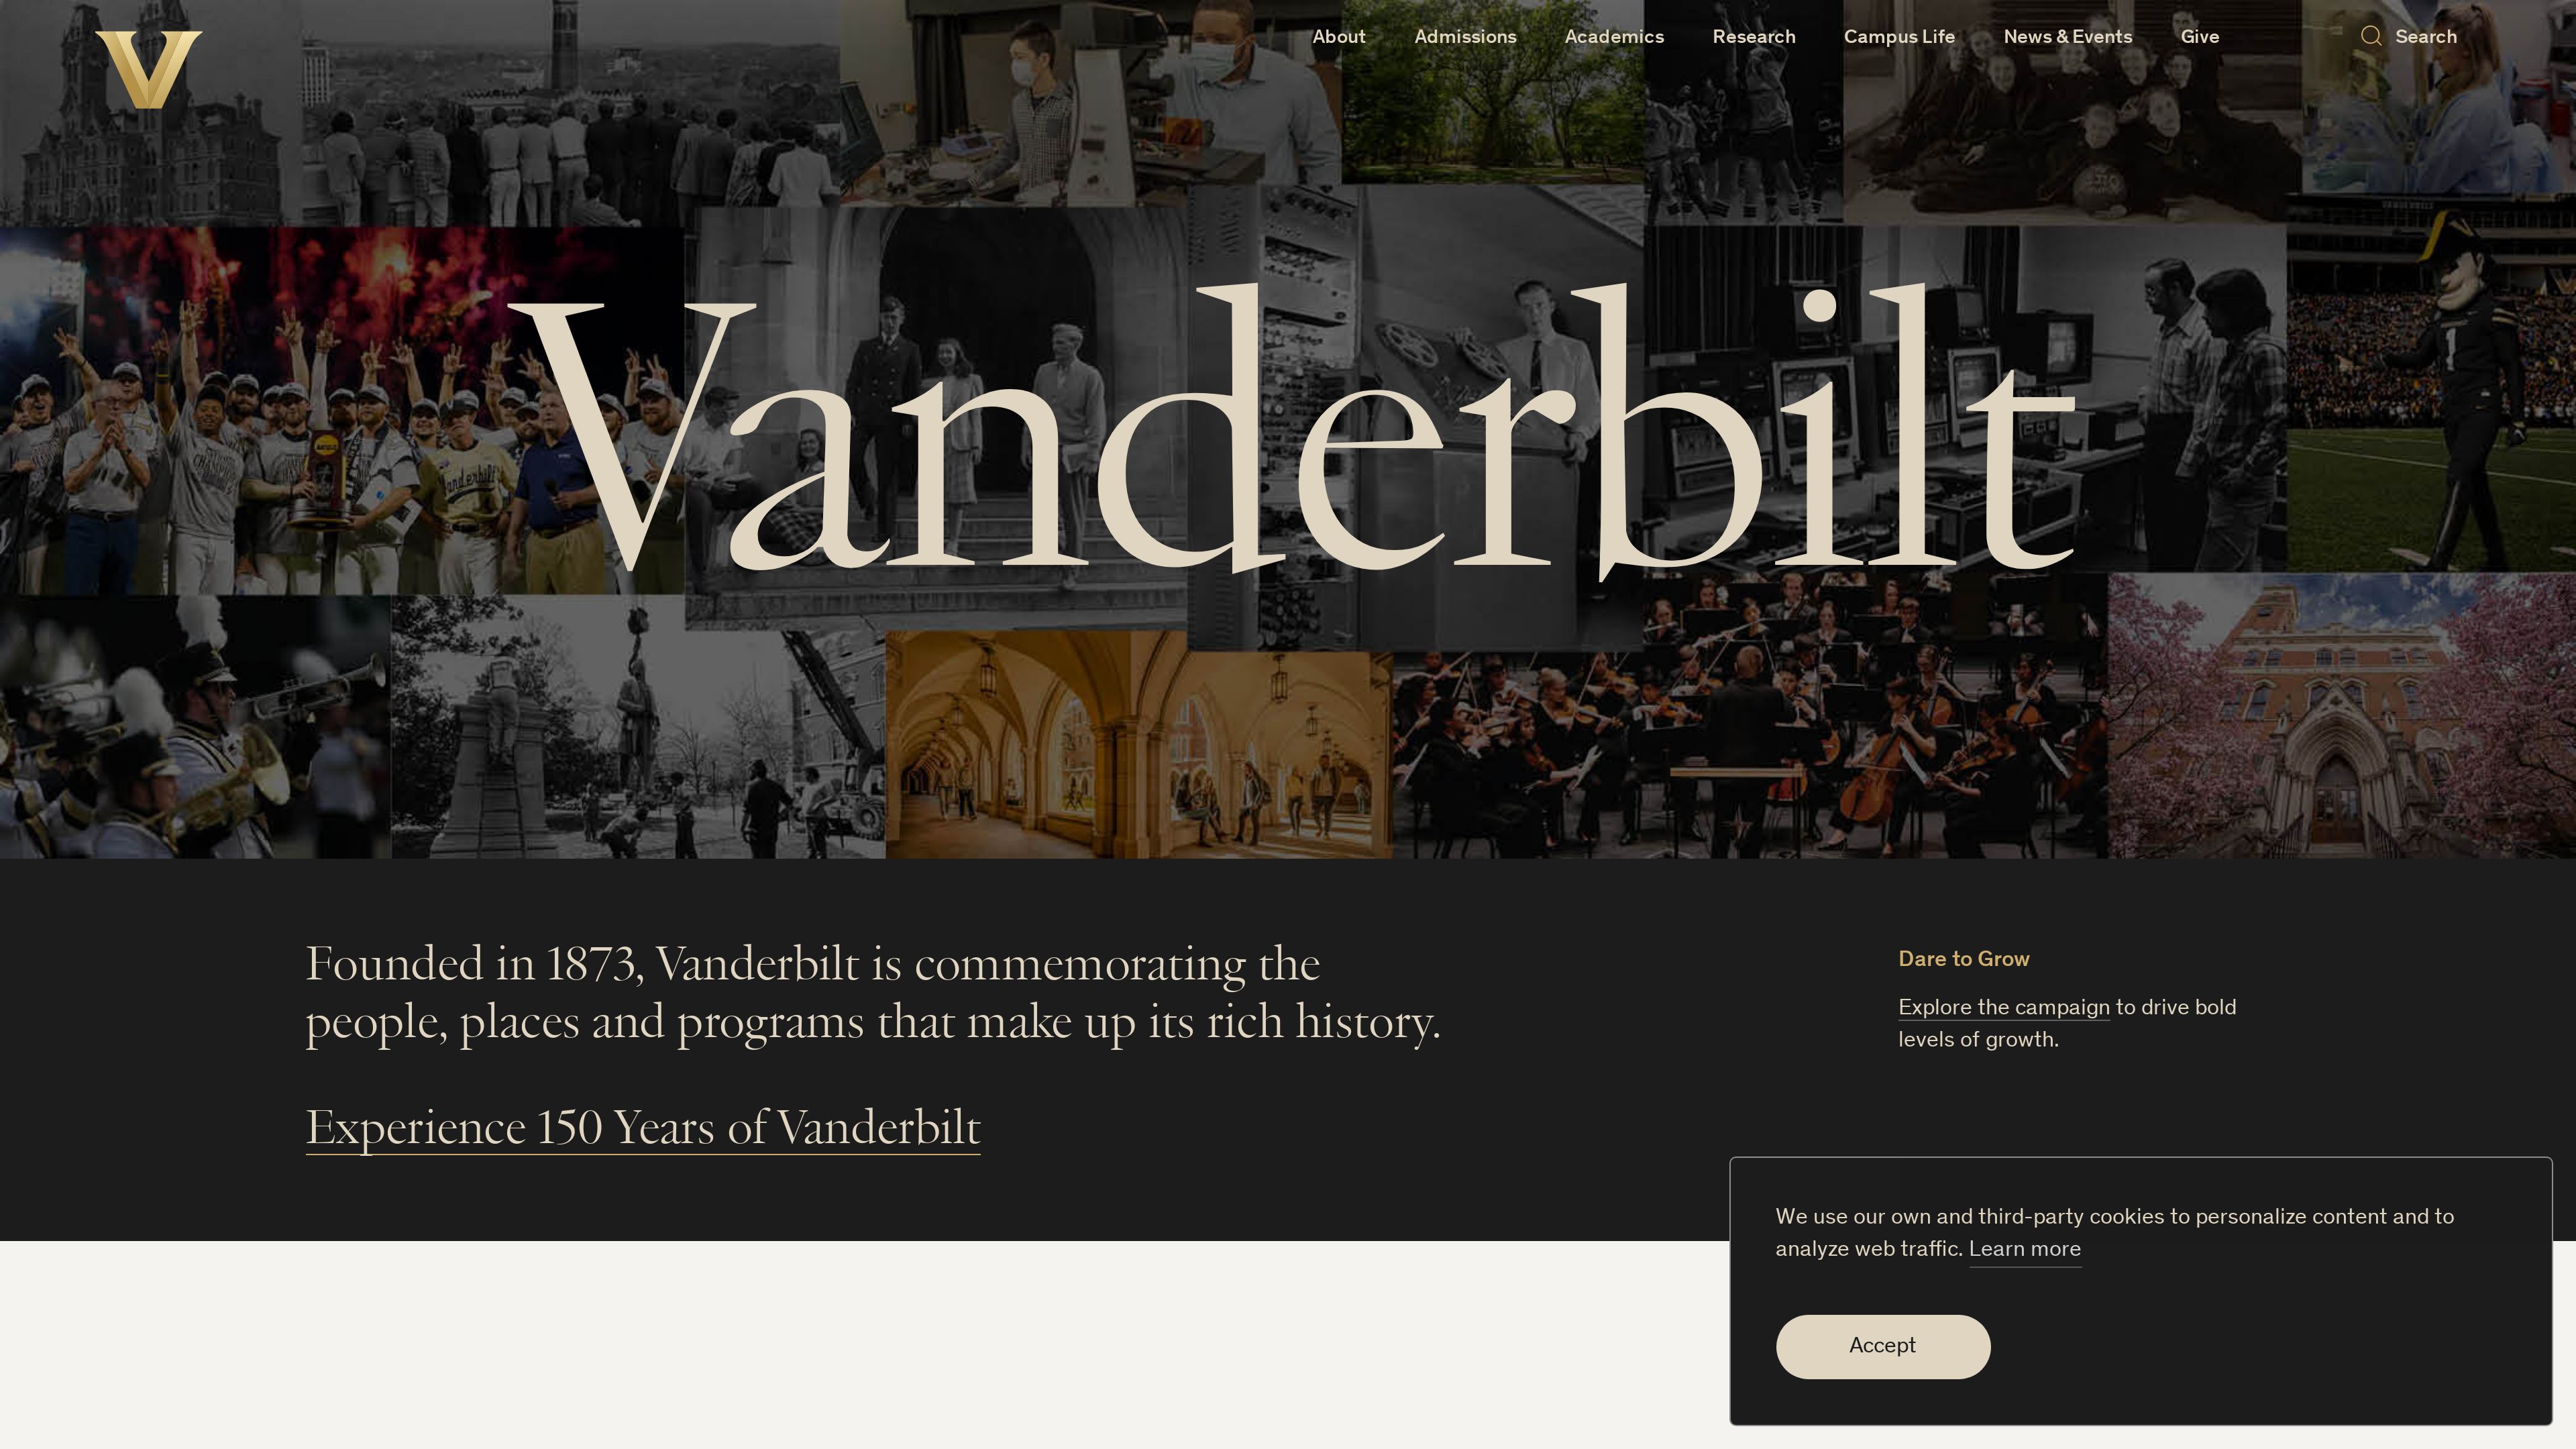 V
About
Admissions
Academics
Research
Campus Life
News & Events
Give
Search
Vanderbilt
Founded in 1873, Vanderbilt is commemorating the
people, places and programs that make up its rich history.
Experience 150 Years of Vanderbilt
Dare to Grow
Explore the campaign to drive bold
levels of growth.
We use our own and third-party cookies to personalize content and to
analyze web traffic. Learn more
Accept